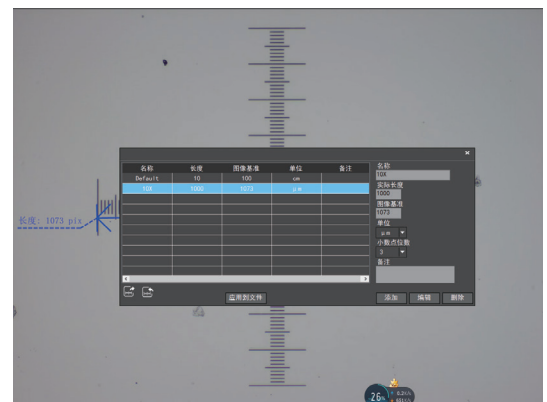 ×
名称 长度 图像基准 单位 备注
Default 10 100 cm
10X 1000 1073 μm
长度: 1073 pix
名称
10X
实际长度
1000
图像基准
1073
单位
μm
小数点位数
3
备注
应用到文件
添加 编辑 删除
26%